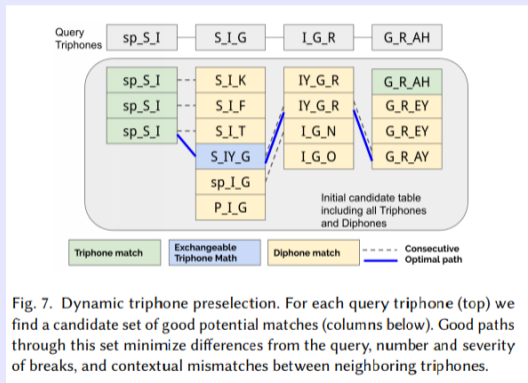 Query Triphones sp_S_I S_I_G I_G_R G_R_AH
sp_S_I S_I_K IY_G_R G_R_AH
sp_S_I S_I_F IY_G_R G_R_EY
sp_S_I S_I_T I_G_N G_R_EY
S_IY_G I_G_O G_R_AY
sp_I_G
P_I_G
Initial candidate table
including all Triphones
and Diphones
Triphone match
Exchangeable
Triphone Math
Diphone match
Consecutive
Optimal path
Fig. 7. Dynamic triphone preselection. For each query triphone (top) we
find a candidate set of good potential matches (columns below). Good paths
through this set minimize differences from the query, number and severity
of breaks, and contextual mismatches between neighboring triphones.